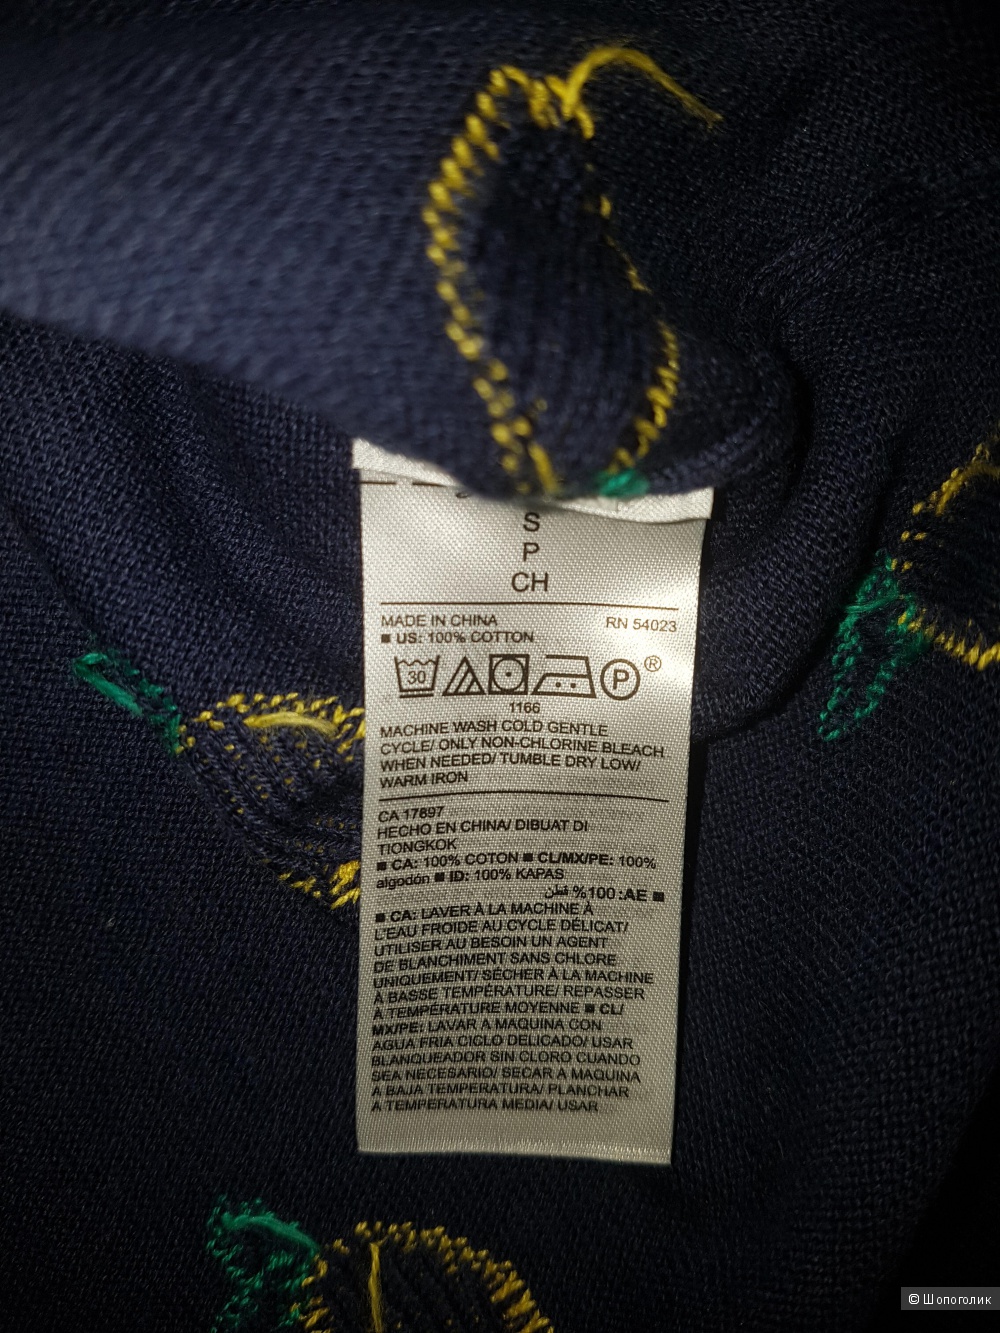 S
P
CH
MADE IN CHINA RN 54023
■ US: 100% COTTON
30 P ®
1166
MACHINE WASH COLD GENTLE
CYCLE/ ONLY NON-CHLORINE BLEACH
WHEN NEEDED/ TUMBLE DRY LOW/
WARM IRON
CA 17897
HECHO EN CHINA/ DIBUAT DI
TIONGKOK
■ CA: 100% COTON ■ CL/MX/PE: 100%
algodón ■ ID: 100% KAPAS
■ AE: 100% قطن
■ CA: LAVER À LA MACHINE À
L'EAU FROIDE AU CYCLE DÉLICAT/
UTILISER AU BESOIN UN AGENT
DE BLANCHIMENT SANS CHLORE
UNIQUEMENT/ SÉCHER À LA MACHINE
À BASSE TEMPÉRATURE/ REPASSER
À TEMPÉRATURE MOYENNE ■ CL/
MX/PE: LAVAR A MAQUINA CON
AGUA FRIA CICLO DELICADO/ USAR
BLANQUEADOR SIN CLORO CUANDO
SEA NECESARIO/ SECAR A MAQUINA
A BAJA TEMPERATURA/ PLANCHAR
A TEMPERATURA MEDIA/ USAR
© Шопоголик